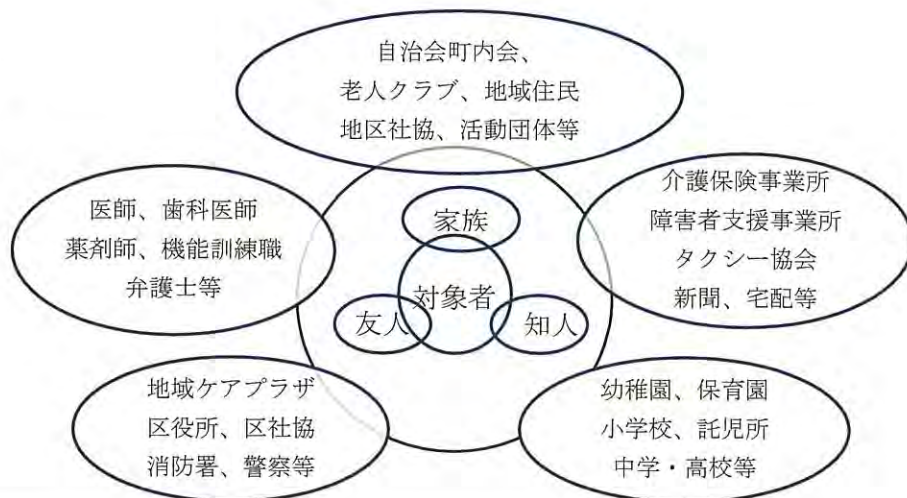 自治会町内会、
老人クラブ、地域住民
地区社協、活動団体等
医師、歯科医師
薬剤師、機能訓練職
弁護士等
介護保険事業所
障害者支援事業所
タクシー協会
新聞、宅配等
家族
対象者
友人
知人
地域ケアプラザ
区役所、区社協
消防署、警察等
幼稚園、保育園
小学校、託児所
中学・高校等